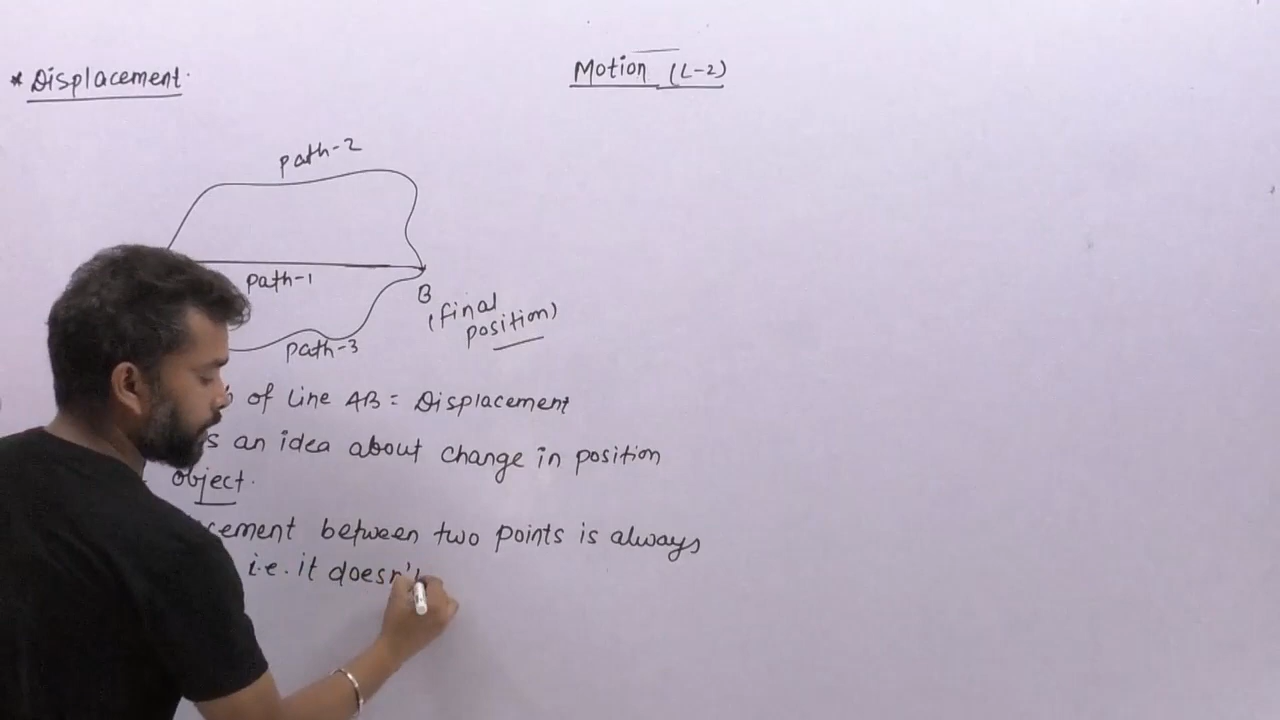 * Displacement.
Motion (L-2)
path-2
path-1
B
(final
position)
path-3
of Line AB = Displacement
an idea about change in position
object.
between two points is always
i.e. it doesn't